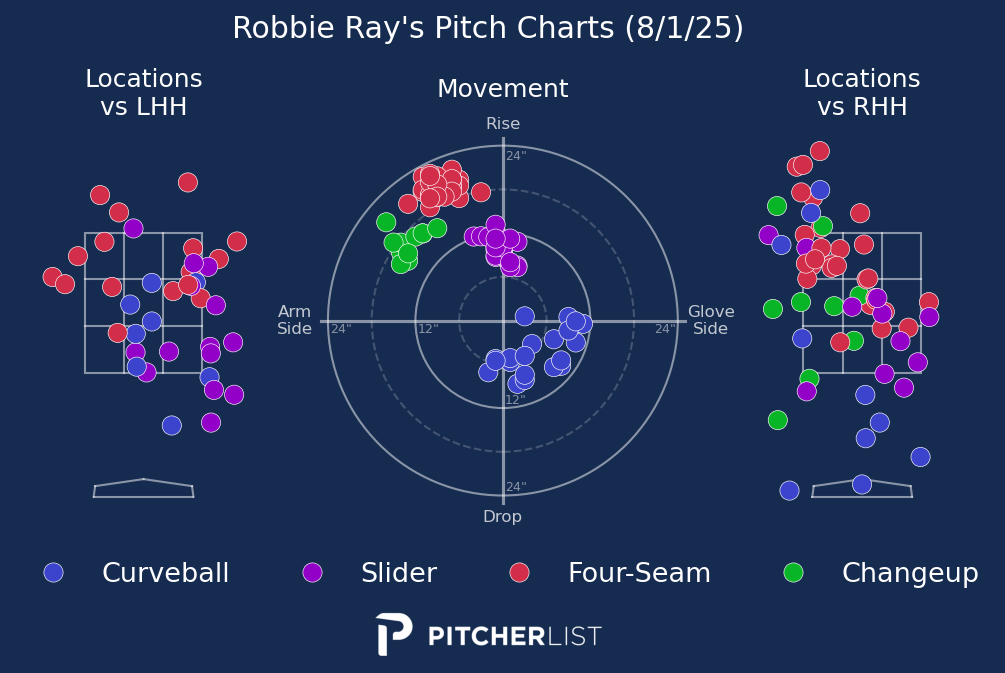 Robbie Ray's Pitch Charts (8/1/25)
Locations
vs LHH
Movement
Locations
vs RHH
Rise
24"
Arm
Side
24"
12"
24"
Glove
Side
12"
24"
Drop
Curveball
Slider
Four-Seam
Changeup
PITCHERLIST